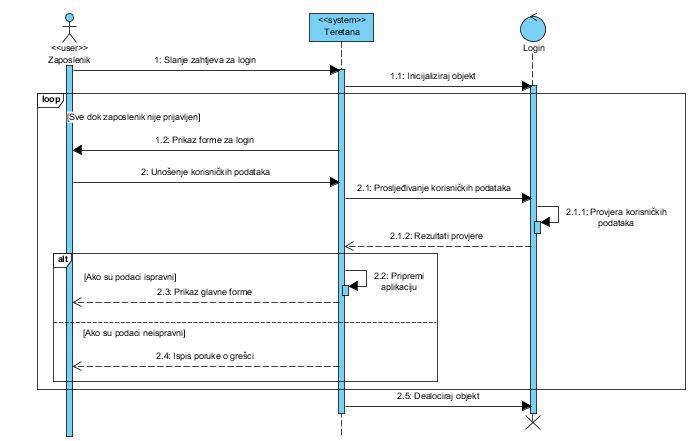 <<user>>
Zaposlenik
<<system>>
Teretana
Login
1: Slanje zahtjeva za login
1.1: Inicijaliziraj objekt
loop
[Sve dok zaposlenik nije prijavljen]
1.2: Prikaz forme za login
2: Unošenje korisničkih podataka
2.1: Prosljeđivanje korisničkih podataka
2.1.1: Provjera korisničkih
podataka
2.1.2: Rezultati provjere
alt
[Ako su podaci ispravni]
2.2: Pripremi
aplikaciju
2.3: Prikaz glavne forme
[Ako su podaci neispravni]
2.4: Ispis poruke o grešci
2.5: Dealociraj objekt